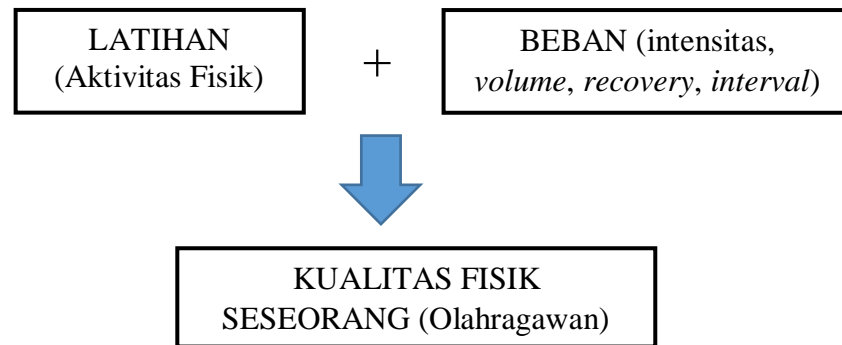 LATIHAN
(Aktivitas Fisik)
+
BEBAN (intensitas,
volume, recovery, interval)
KUALITAS FISIK
SESEORANG (Olahragawan)